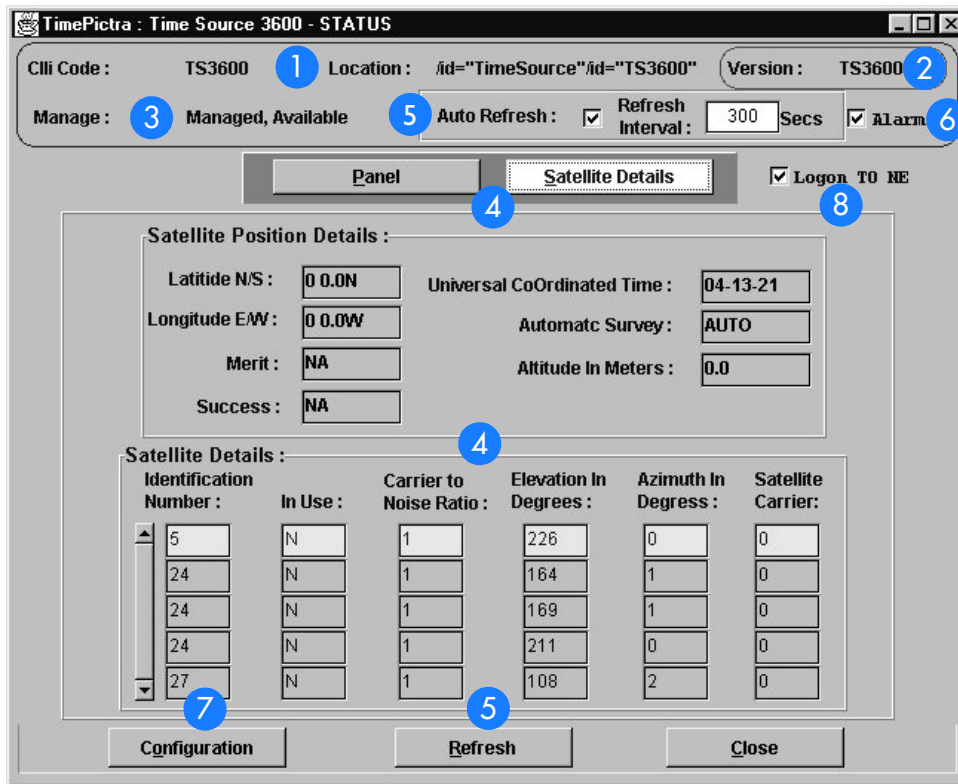 TimePictra : Time Source 3600 - STATUS
Clli Code : TS3600 1 Location : /id="TimeSource"/id="TS3600" Version : TS3600 2
Manage : 3 Managed, Available 5 Auto Refresh : Refresh Interval : 300 Secs Alarm 6
Panel Satellite Details Logon TO NE
4 8
Satellite Position Details :
Latitide N/S : 0 0.0N Universal CoOrdinated Time : 04-13-21
Longitude E/W : 0 0.0W Automatc Survey : AUTO
Merit : NA Altitude In Meters : 0.0
Success : NA
4
Satellite Details :
Identification Number : In Use : Carrier to Noise Ratio : Elevation In Degrees : Azimuth In Degress : Satellite Carrier:
5 N 1 226 0 0
24 N 1 164 1 0
24 N 1 169 1 0
24 N 1 211 0 0
27 N 1 108 2 0
7 5
Configuration Refresh Close